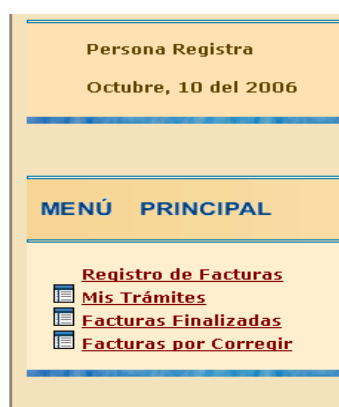 Persona Registra
Octubre, 10 del 2006
MENÚ PRINCIPAL
Registro de Facturas
Mis Trámites
Facturas Finalizadas
Facturas por Corregir